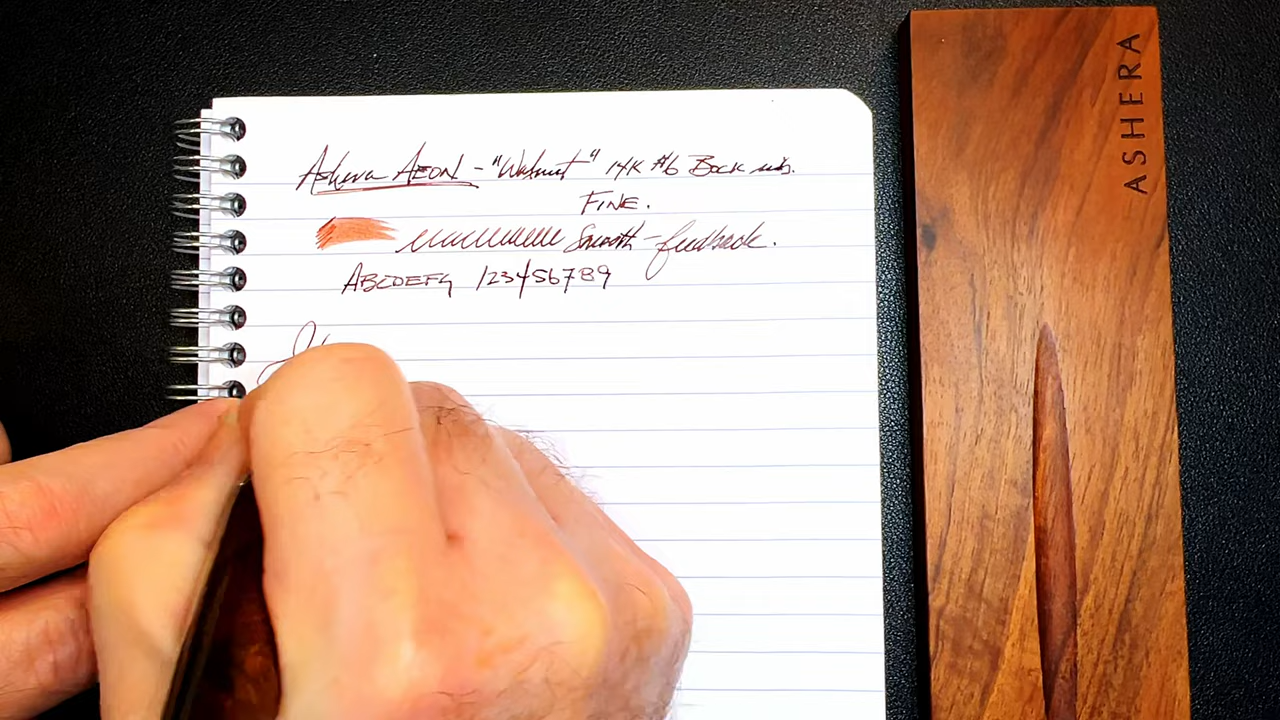 Ashera AEON - "Walnut" 14K #6 BOCK nib.
FINE.
Smooth - feedback.
ABCDEFG 123456789
ASHERA